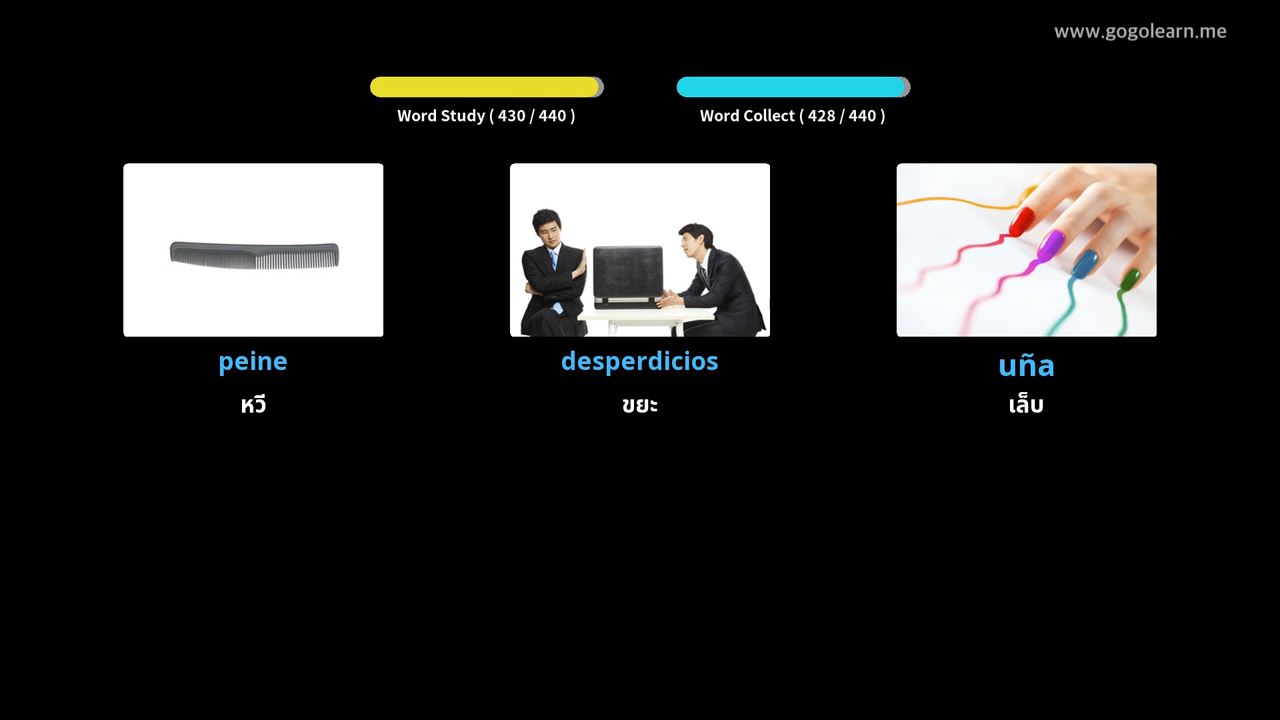 www.gogolearn.me
Word Study ( 430 / 440 )
Word Collect ( 428 / 440 )
peine
desperdicios
uña
หวี
ขยะ
เล็บ